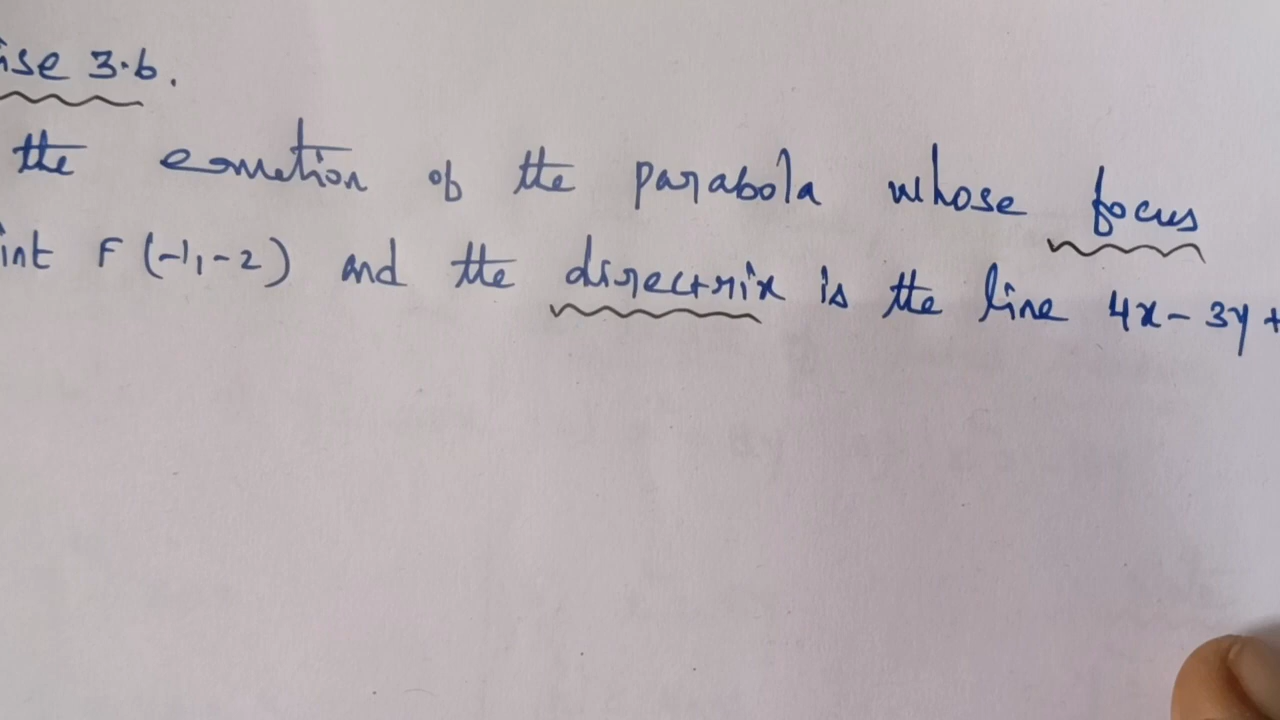 ise 3.6.
the equation of the parabola whose focus
int F (-1,-2) and the directrix is the line 4x - 3y +